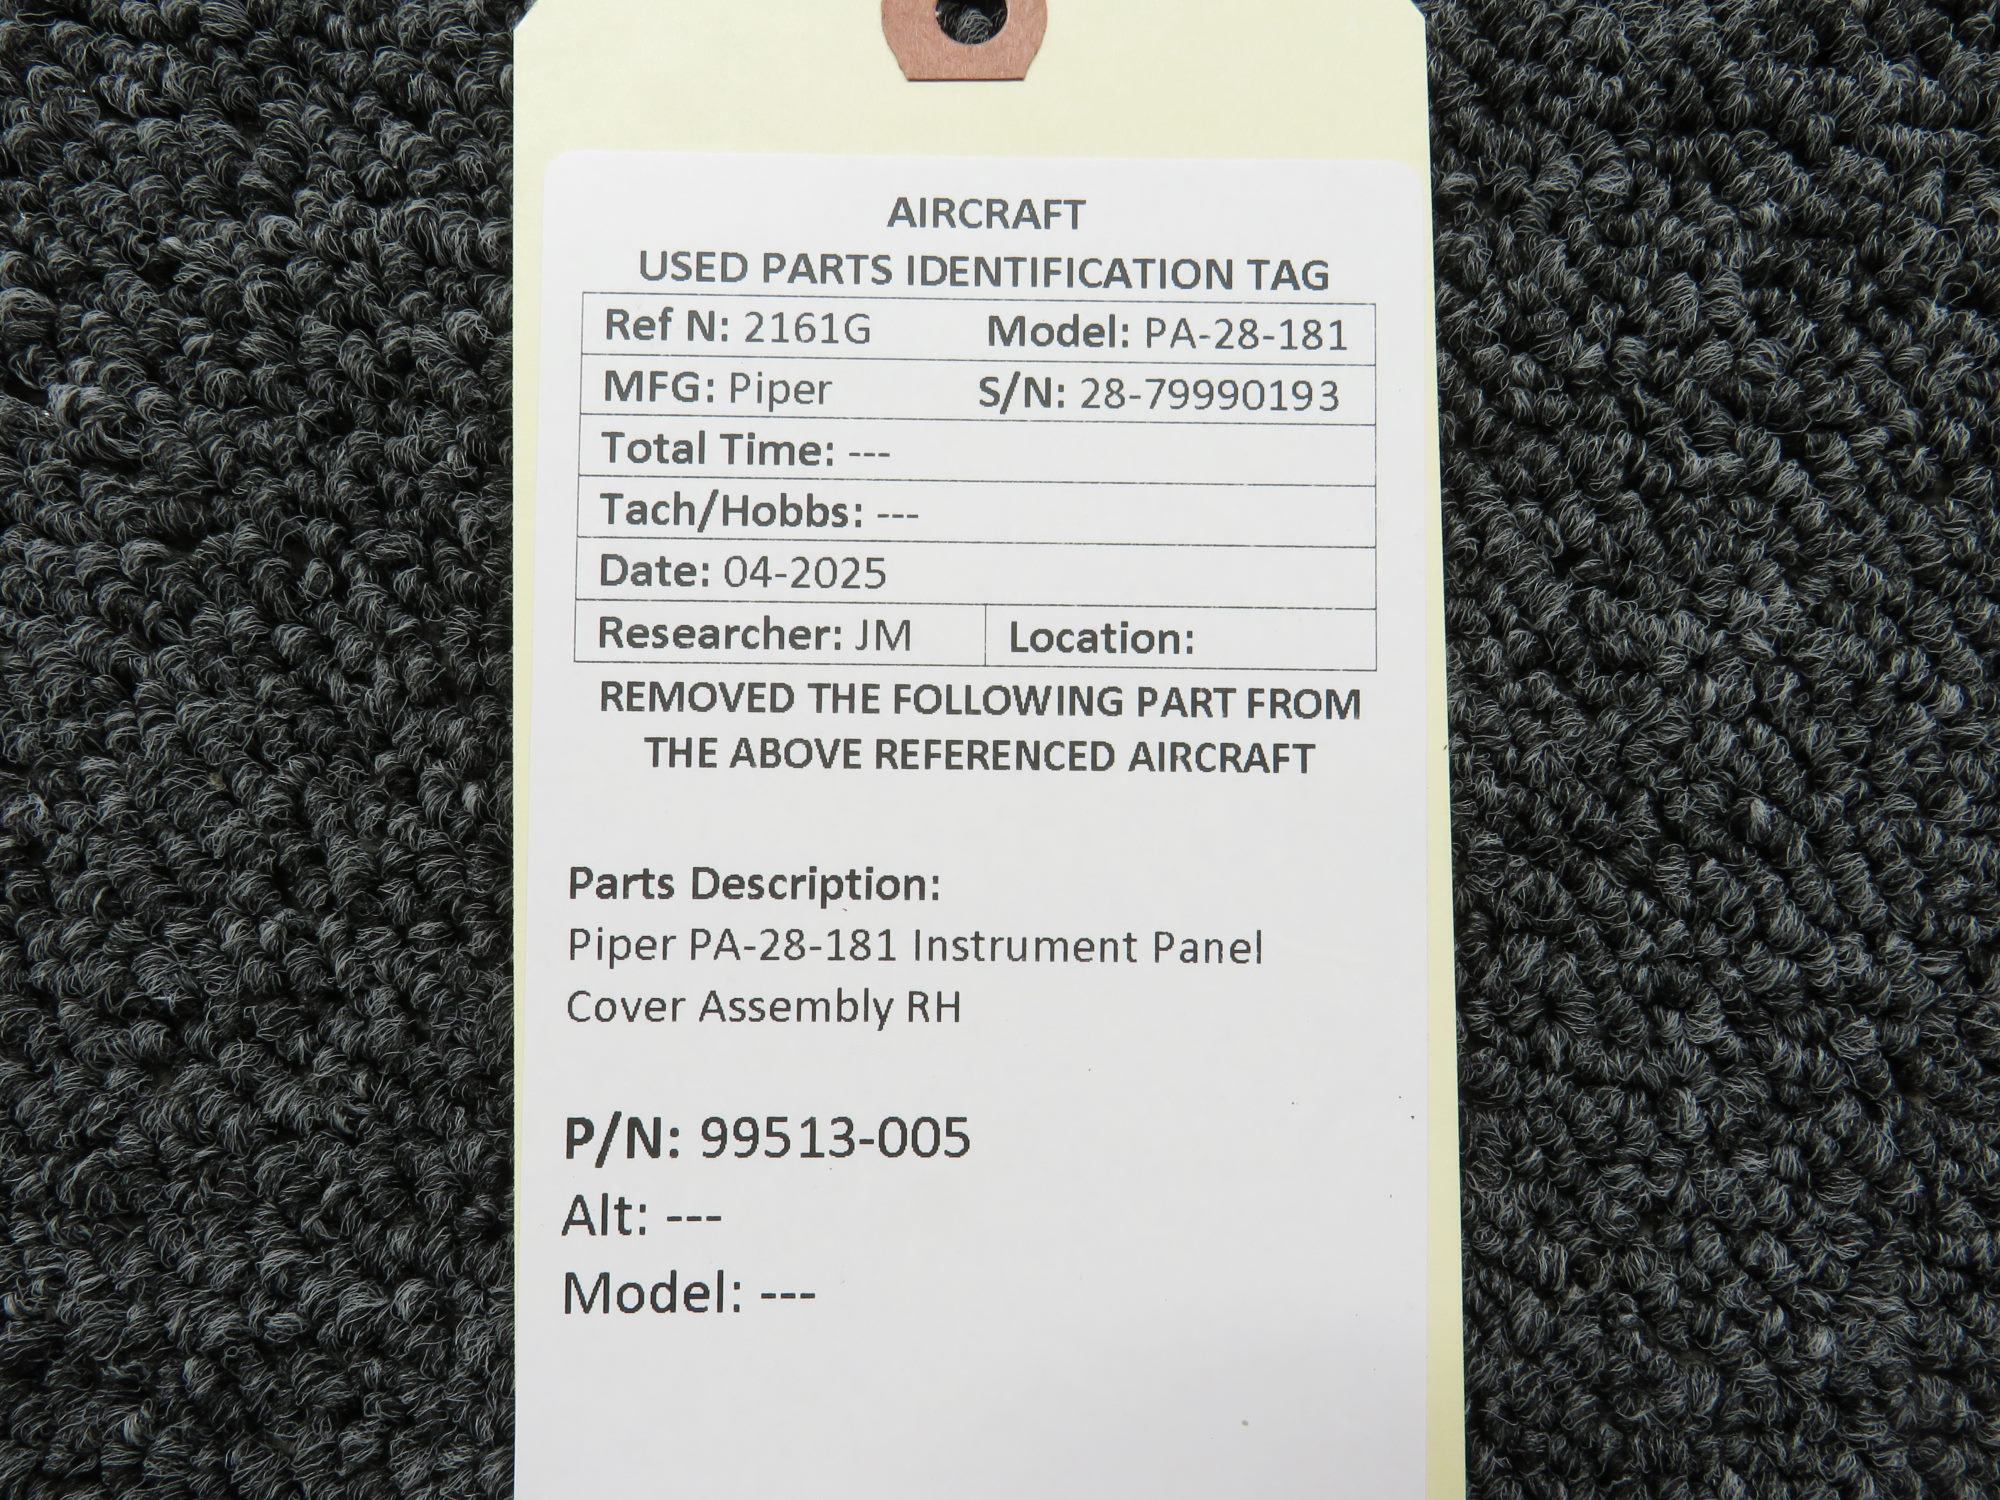 AIRCRAFT
USED PARTS IDENTIFICATION TAG
Ref N: 2161G Model: PA-28-181
MFG: Piper S/N: 28-79990193
Total Time: ---
Tach/Hobbs: ---
Date: 04-2025
Researcher: JM Location:
REMOVED THE FOLLOWING PART FROM
THE ABOVE REFERENCED AIRCRAFT
Parts Description:
Piper PA-28-181 Instrument Panel
Cover Assembly RH
P/N: 99513-005
Alt: ---
Model: ---